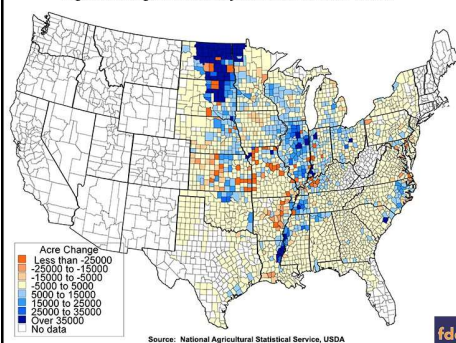 Acre Change
Less than -25000
-25000 to -15000
-15000 to -5000
-5000 to 5000
5000 to 15000
15000 to 25000
25000 to 35000
Over 35000
No data
Source: National Agricultural Statistical Service, USDA